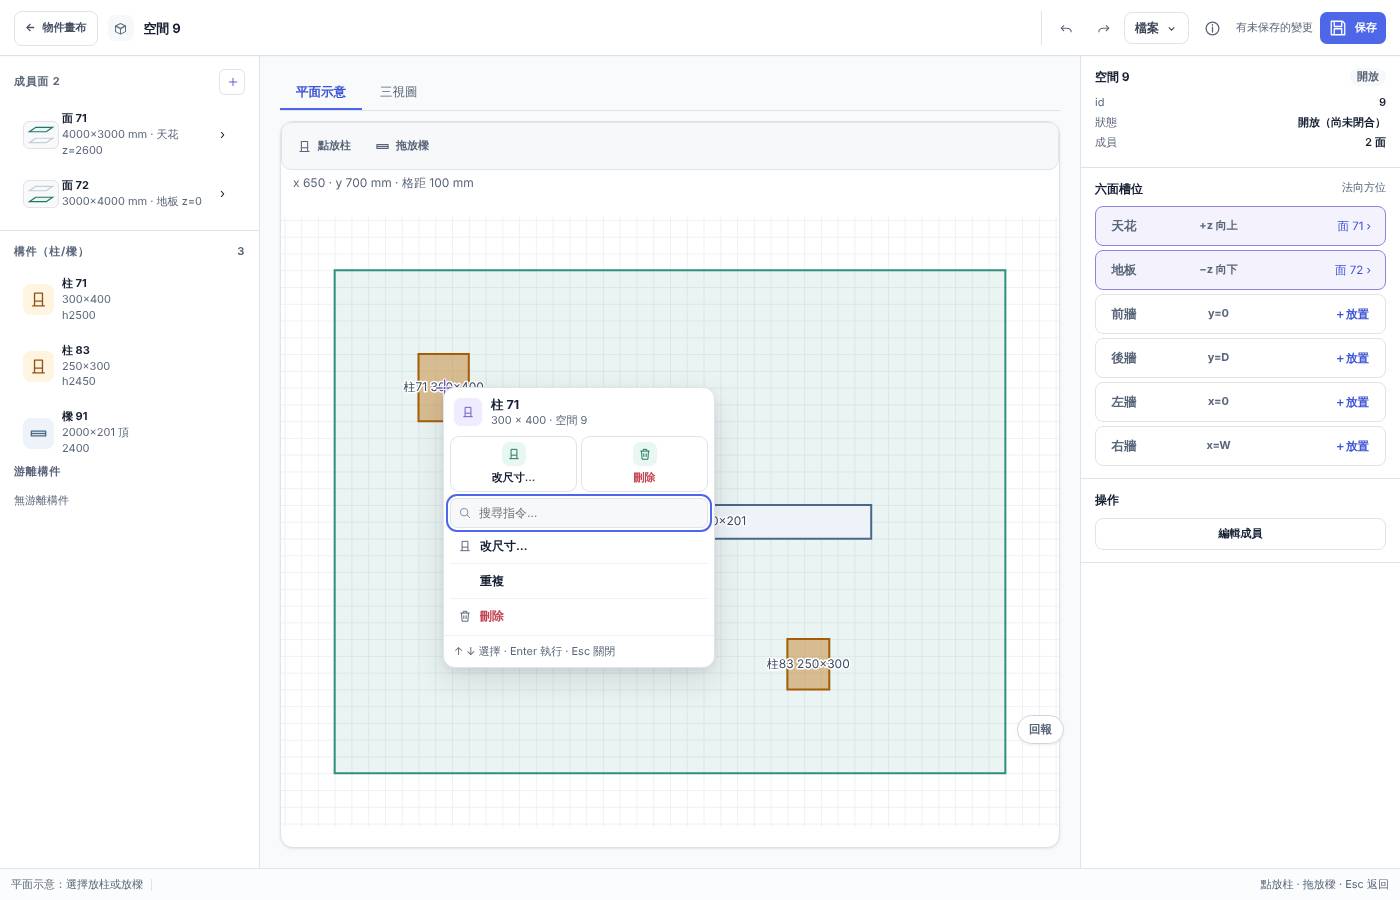 物件畫布
空間 9
檔案
有未保存的變更
保存
成員面 2
面 71
4000×3000 mm · 天花
z=2600
面 72
3000×4000 mm · 地板 z=0
構件（柱/樑）
3
柱 71
300×400
h2500
柱 83
250×300
h2450
樑 91
2000×201 頂
2400
游離構件
無游離構件
平面示意
三視圖
點放柱
拖放樑
x 650 · y 700 mm · 格距 100 mm
柱71 300×400
柱 71
300 × 400 · 空間 9
改尺寸…
刪除
搜尋指令…
改尺寸…
重複
刪除
↑ ↓ 選擇 · Enter 執行 · Esc 關閉
×201
柱83 250×300
回報
空間 9
開放
id
9
狀態
開放（尚未閉合）
成員
2 面
六面槽位
法向方位
天花
+z 向上
面 71 ›
地板
−z 向下
面 72 ›
前牆
y=0
+ 放置
後牆
y=D
+ 放置
左牆
x=0
+ 放置
右牆
x=W
+ 放置
操作
編輯成員
平面示意：選擇放柱或放樑
點放柱 · 拖放樑 · Esc 返回